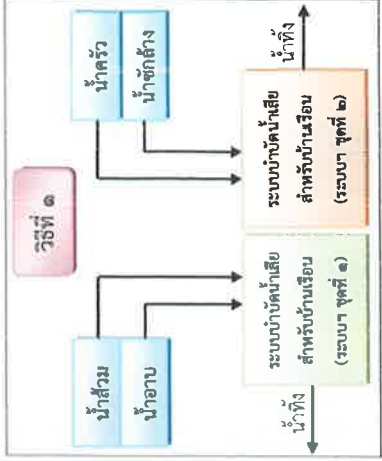 วิธีที่ ๑
น้ำส้วม
น้ำอาบ
น้ำครัว
น้ำซักล้าง
ระบบบำบัดน้ำเสีย
สำหรับบ้านเรือน
(ระบบฯ ชุดที่ ๑)
ระบบบำบัดน้ำเสีย
สำหรับบ้านเรือน
(ระบบฯ ชุดที่ ๒)
น้ำทิ้ง
น้ำทิ้ง